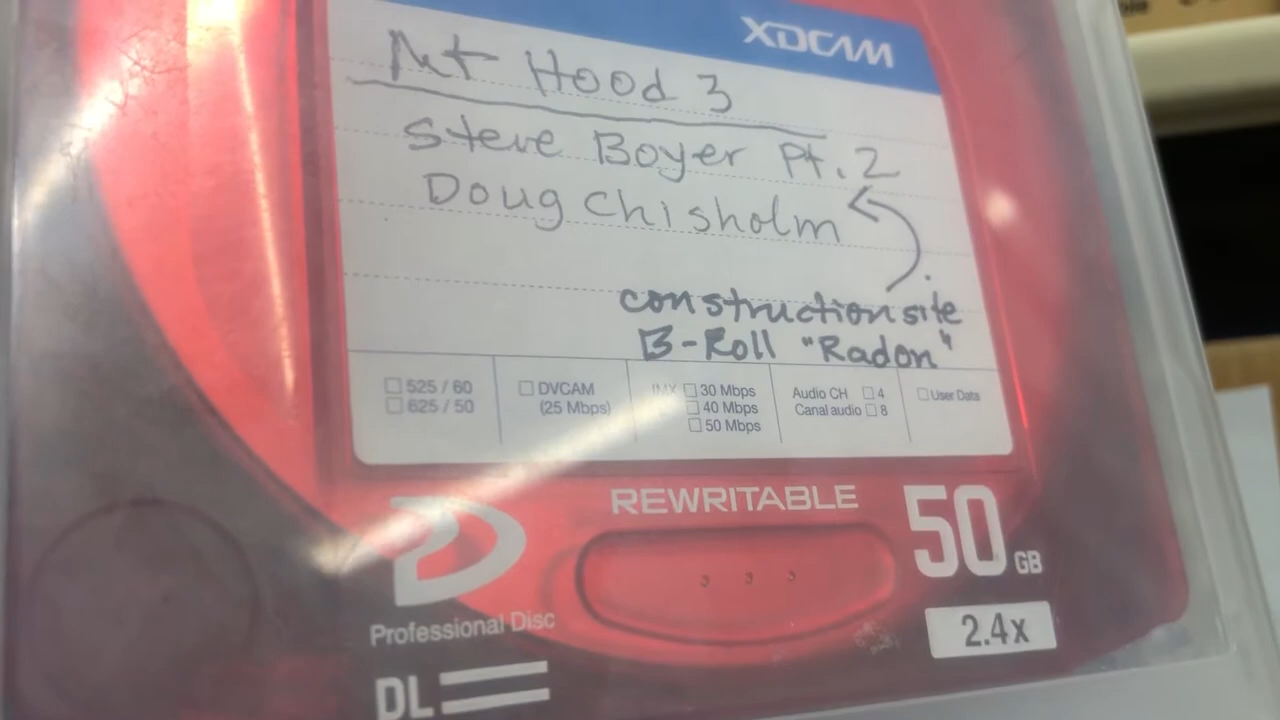 XDCAM
Mt Hood 3
Steve Boyer Pt. 2
Doug Chisholm
construction site
B-Roll "Radon"
525 / 60
625 / 50
DVCAM
(25 Mbps)
IMX 30 Mbps
40 Mbps
50 Mbps
Audio CH 4
Canal audio 8
User Data
REWRITABLE
50 GB
2.4x
Professional Disc
DL